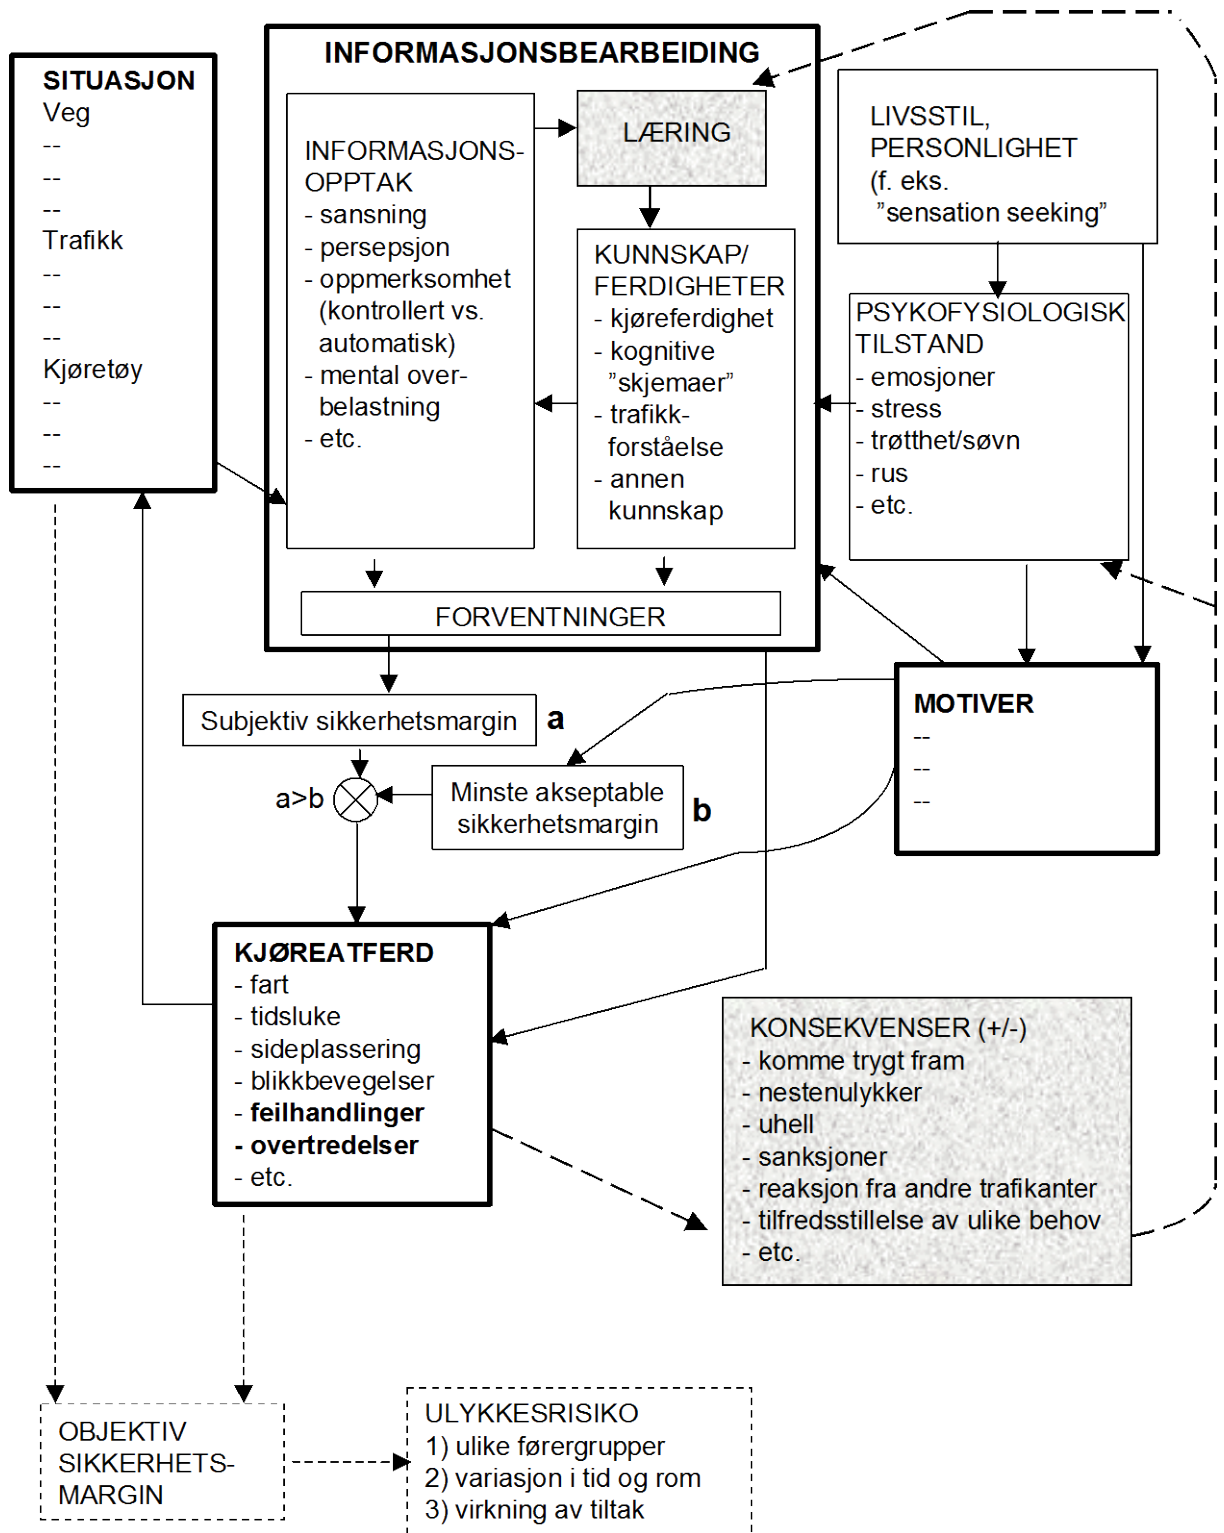 INFORMASJONSBEARBEIDING
SITUASJON
Veg
--
--
--
Trafikk
--
--
--
Kjøretøy
--
--
--
INFORMASJONS-
OPPTAK
- sansning
- persepsjon
- oppmerksomhet
(kontrollert vs.
automatisk)
- mental over-
belastning
- etc.
LÆRING
KUNNSKAP/
FERDIGHETER
- kjøreferdighet
- kognitive
”skjemaer”
- trafikk-
forståelse
- annen
kunnskap
FORVENTNINGER
LIVSSTIL,
PERSONLIGHET
(f. eks.
”sensation seeking”
PSYKOFYSIOLOGISK
TILSTAND
- emosjoner
- stress
- trøtthet/søvn
- rus
- etc.
MOTIVER
--
--
--
Subjektiv sikkerhetsmargin
a
a>b
Minste akseptable
sikkerhetsmargin
b
KJØREATFERD
- fart
- tidsluke
- sideplassering
- blikkbevegelser
- feilhandlinger
- overtredelser
- etc.
KONSEKVENSER (+/-)
- komme trygt fram
- nestenulykker
- uhell
- sanksjoner
- reaksjon fra andre trafikanter
- tilfredsstillelse av ulike behov
- etc.
OBJEKTIV
SIKKERHETS-
MARGIN
ULYKKESRISIKO
1) ulike førergrupper
2) variasjon i tid og rom
3) virkning av tiltak